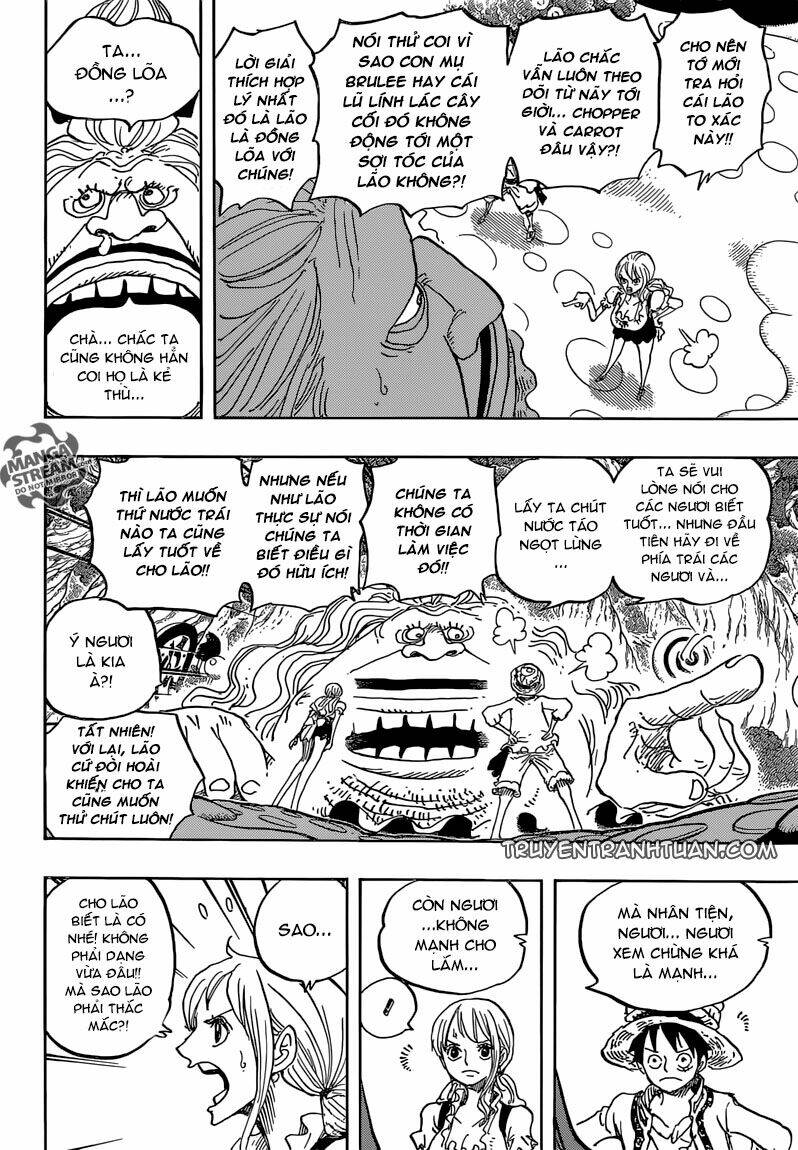 CHO NÊN
TỚ MỚI
TRA HỎI
CÁI LÃO
TO XÁC
NÀY!!
LÃO CHẮC
VẪN LUÔN THEO
DÕI TỪ NÃY TỚI
GIỜ... CHOPPER
VÀ CARROT
ĐÂU VẬY?!
NÓI THỬ COI VÌ
SAO CON MỤ
BRULEE HAY CÁI
LŨ LÍNH LÁC CÂY
CỐI ĐÓ KHÔNG
ĐỘNG TỚI MỘT
SỢI TÓC CỦA
LÃO KHÔNG?!
LỜI GIẢI
THÍCH HỢP
LÝ NHẤT
ĐÓ LÀ LÃO
LÀ ĐỒNG
LÕA VỚI
CHÚNG!
TA...
ĐỒNG LÕA
...?
CHÀ... CHẮC TA
CŨNG KHÔNG HẲN
COI HỌ LÀ KẺ
THÙ...
MANGA
STREAM.com
DO NOT MIRROR
TA SẼ VUI
LÒNG NÓI CHO
CÁC NGƯƠI BIẾT
TUỐT... NHƯNG ĐẦU
TIÊN HÃY ĐI VỀ
PHÍA TRÁI CÁC
NGƯƠI VÀ...
LẤY TA CHÚT
NƯỚC TÁO
NGỌT LỪNG
...
CHÚNG TA
KHÔNG CÓ
THỜI GIAN
LÀM VIỆC
ĐÓ!!
NHƯNG NẾU
NHƯ LÃO
THỰC SỰ NÓI
CHÚNG TA
BIẾT ĐIỀU GÌ
ĐÓ HỮU ÍCH!
THÌ LÃO MUỐN
THỨ NƯỚC TRÁI
NÀO TA CŨNG
LẤY TUỐT VỀ
CHO LÃO!!
Ý NGƯƠI
LÀ KIA
À?!
TẤT NHIÊN!
VỚI LẠI, LÃO
CỨ ĐÒI HOÀI
KHIẾN CHO TA
CŨNG MUỐN
THỬ CHÚT LUÔN!
TRUYENTRANHTUAN.COM
MÀ NHÂN TIỆN,
NGƯƠI... NGƯƠI
XEM CHỪNG KHÁ
LÀ MẠNH...
CÒN NGƯƠI
...KHÔNG
MẠNH CHO
LẮM...
SAO...
CHO LÃO
BIẾT LÀ CÓ
NHÉ! KHÔNG
PHẢI DẠNG
VỪA ĐÂU!!
MÀ SAO LÃO
PHẢI THẮC
MẮC?!